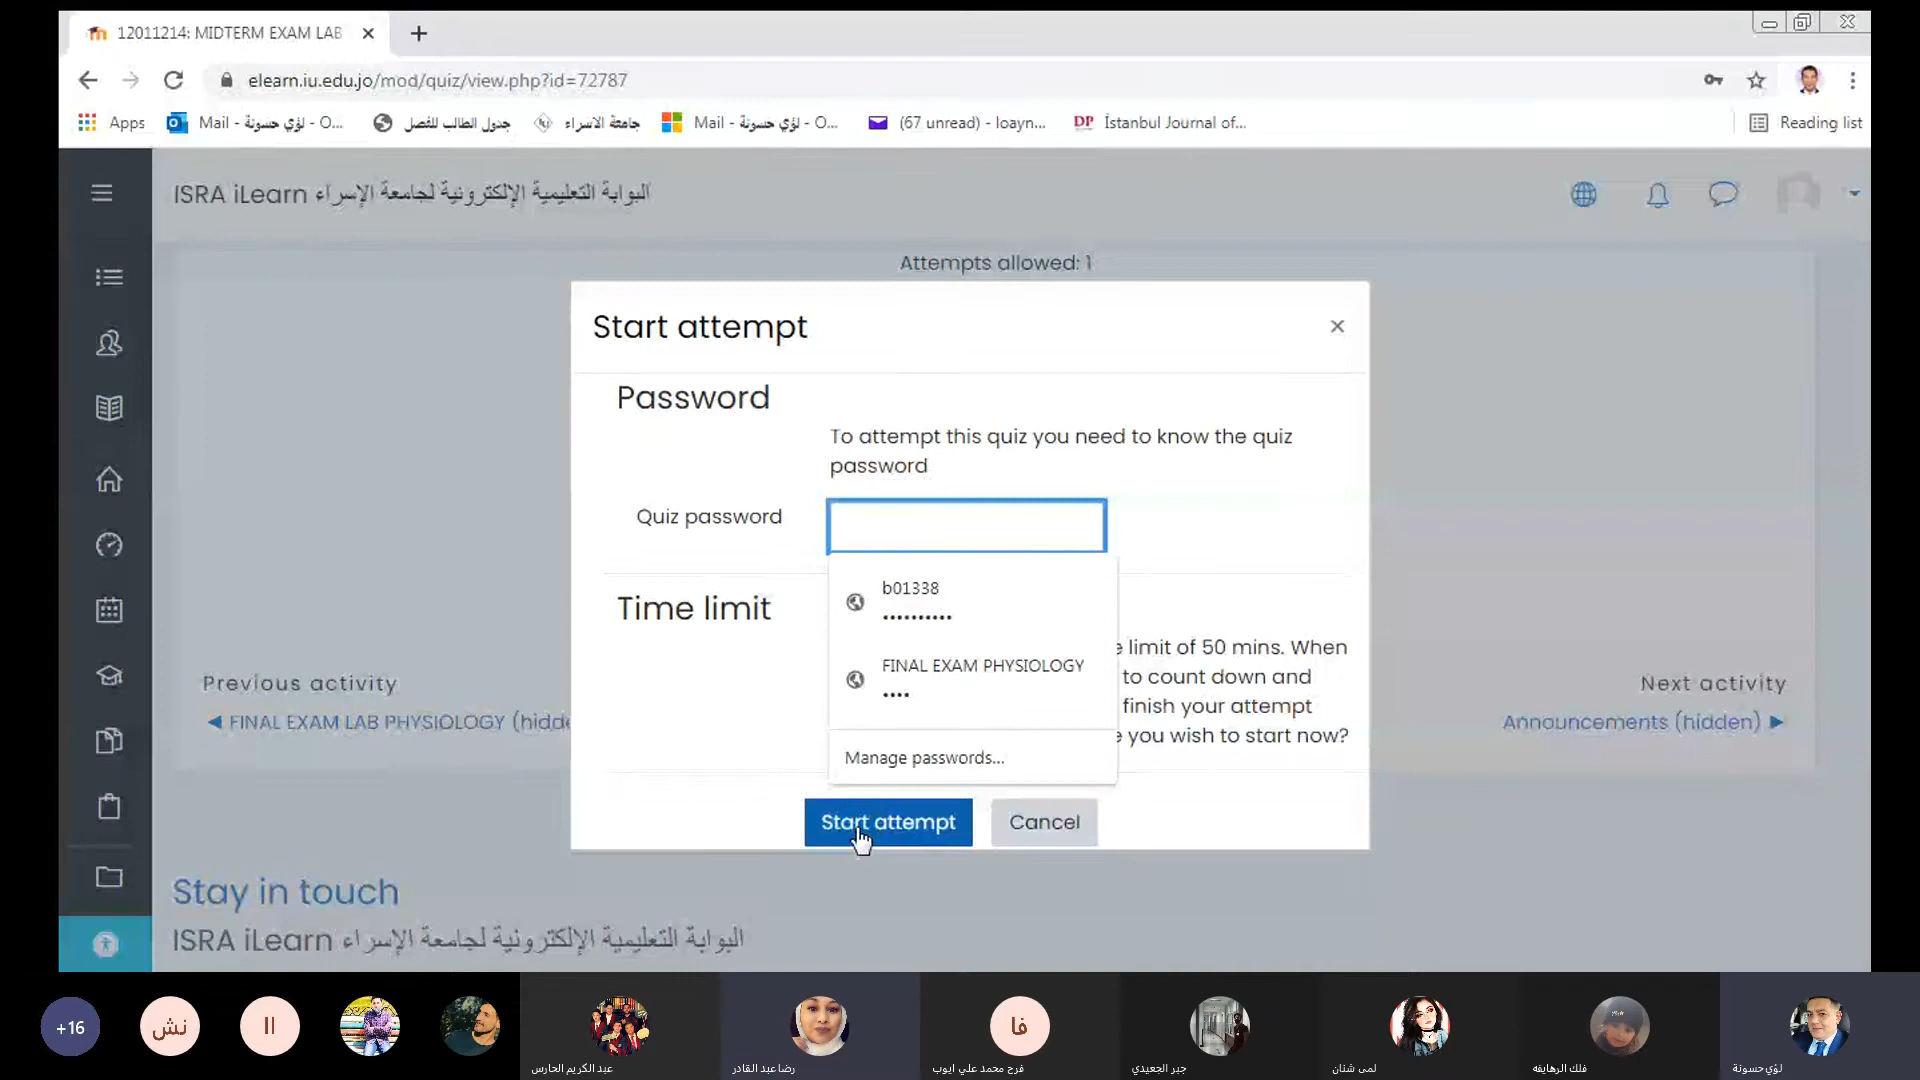 12011214: MIDTERM EXAM LAB
elearn.iu.edu.jo/mod/quiz/view.php?id=72787
Apps
Mail - لؤي حسونة - O...
جدول الطالب للفصل
جامعة الاسراء
Mail - لؤي حسونة - O...
(67 unread) - loayn...
DP İstanbul Journal of...
Reading list
ISRA iLearn البوابة التعليمية الإلكترونية لجامعة الإسراء
Attempts allowed: 1
Start attempt
Password
To attempt this quiz you need to know the quiz
password
Quiz password
b01338
••••••••••
FINAL EXAM PHYSIOLOGY
••••
Manage passwords...
Time limit
limit of 50 mins. When
to count down and
finish your attempt
you wish to start now?
Start attempt
Cancel
Previous activity
◄ FINAL EXAM LAB PHYSIOLOGY (hidde
Next activity
Announcements (hidden) ►
Stay in touch
ISRA iLearn البوابة التعليمية الإلكترونية لجامعة الإسراء
+16
نش
اا
فا
عبد الكريم الحارس
رضا عبد القادر
فرح محمد علي ايوب
جبر الجعيدي
لمى شنان
فلك الرهايفه
لؤي حسونة